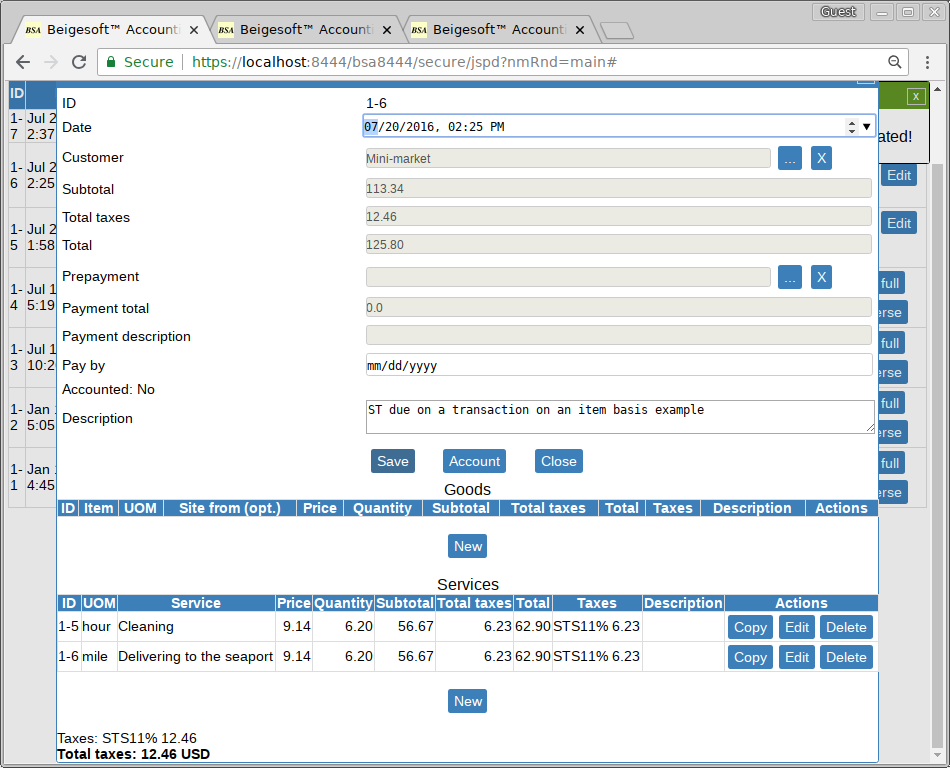 Guest
BSA Beigesoft™ Accounti
BSA Beigesoft™ Accounti
BSA Beigesoft™ Accounti
Secure https://localhost:8444/bsa8444/secure/jspd?nmRnd=main#
ID
x
ated!
1-7 Jul 2 2:37
1-6 Jul 2 2:25 Edit
1-5 Jul 2 1:58 Edit
1-4 Jul 1 5:19 full erse
1-3 Jul 1 10:2 full erse
1-2 Jan 5:05 full erse
1-1 Jan 4:45 full erse
ID 1-6
Date 07/20/2016, 02:25 PM
Customer Mini-market ... X
Subtotal 113.34
Total taxes 12.46
Total 125.80
Prepayment ... X
Payment total 0.0
Payment description
Pay by mm/dd/yyyy
Accounted: No
Description ST due on a transaction on an item basis example
Save Account Close
Goods
ID Item UOM Site from (opt.) Price Quantity Subtotal Total taxes Total Taxes Description Actions
New
Services
ID UOM Service Price Quantity Subtotal Total taxes Total Taxes Description Actions
1-5 hour Cleaning 9.14 6.20 56.67 6.23 62.90 STS11% 6.23 Copy Edit Delete
1-6 mile Delivering to the seaport 9.14 6.20 56.67 6.23 62.90 STS11% 6.23 Copy Edit Delete
New
Taxes: STS11% 12.46
Total taxes: 12.46 USD